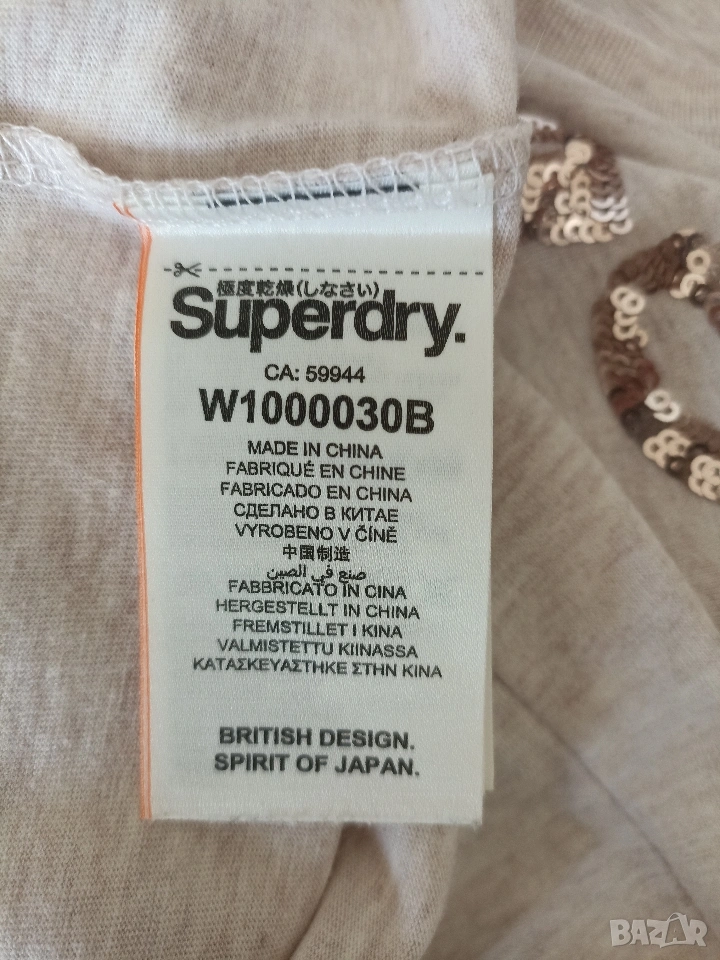 極度乾燥(しなさい)
Superdry.
CA: 59944
W1000030B
MADE IN CHINA
FABRIQUÉ EN CHINE
FABRICADO EN CHINA
СДЕЛАНО В КИТАЕ
VYROBENO V ČÍNĚ
中国制造
صنع في الصين
FABBRICATO IN CINA
HERGESTELLT IN CHINA
FREMSTILLET I KINA
VALMISTETTU KIINASSA
ΚΑΤΑΣΚΕΥΑΣΤΗΚΕ ΣΤΗΝ ΚΙΝΑ
BRITISH DESIGN.
SPIRIT OF JAPAN.
BAZAR